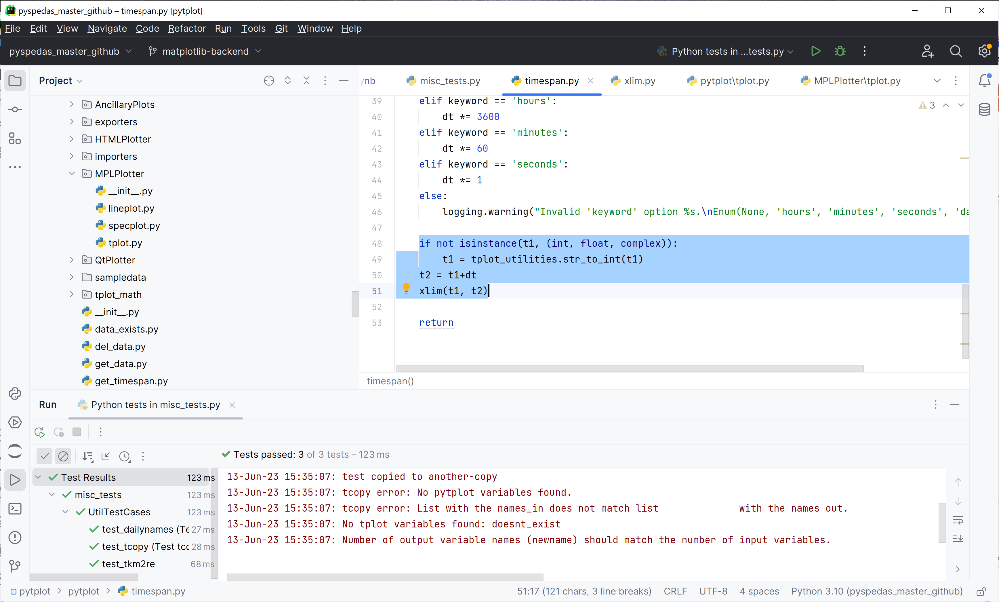 pyspedas_master_github – timespan.py [pytplot]
File Edit View Navigate Code Refactor Run Tools Git Window Help
pyspedas_master_github matplotlib-backend Python tests in ...tests.py
Project
ynb misc_tests.py timespan.py xlim.py pytplot\tplot.py MPLPlotter\tplot.py
AncillaryPlots
exporters
HTMLPlotter
importers
MPLPlotter
__init__.py
lineplot.py
specplot.py
tplot.py
QtPlotter
sampledata
tplot_math
__init__.py
data_exists.py
del_data.py
get_data.py
get_timespan.py
3
39 elif keyword == 'hours':
40 dt *= 3600
41 elif keyword == 'minutes':
42 dt *= 60
43 elif keyword == 'seconds':
44 dt *= 1
45 else:
46 logging.warning("Invalid 'keyword' option %s.\nEnum(None, 'hours', 'minutes', 'seconds', 'da
47
48 if not isinstance(t1, (int, float, complex)):
49 t1 = tplot_utilities.str_to_int(t1)
50 t2 = t1+dt
51 xlim(t1, t2)
52
53 return
timespan()
Run Python tests in misc_tests.py
Tests passed: 3 of 3 tests – 123 ms
Test Results 123 ms
misc_tests 123 ms
UtilTestCases 123 ms
test_dailynames (Te 27 ms
test_tcopy (Test tcc 28 ms
test_tkm2re 68 ms
13-Jun-23 15:35:07: test copied to another-copy
13-Jun-23 15:35:07: tcopy error: No pytplot variables found.
13-Jun-23 15:35:07: tcopy error: List with the names_in does not match list with the names out.
13-Jun-23 15:35:07: No tplot variables found: doesnt_exist
13-Jun-23 15:35:07: Number of output variable names (newname) should match the number of input variables.
pytplot > pytplot > timespan.py 51:17 (121 chars, 3 line breaks) CRLF UTF-8 4 spaces Python 3.10 (pyspedas_master_github)